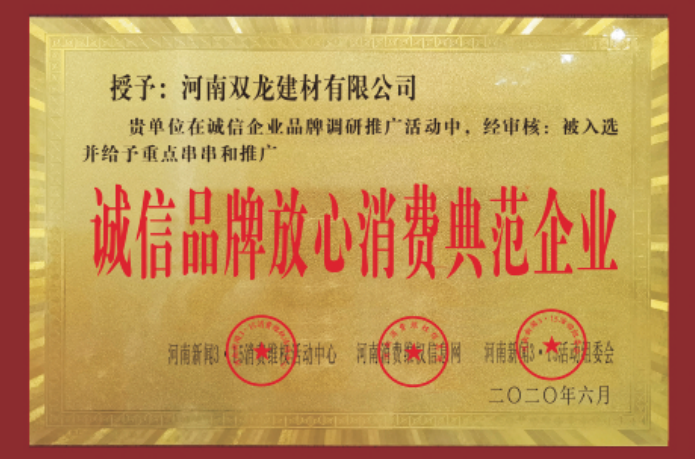 授予：河南双龙建材有限公司
贵单位在诚信企业品牌调研推广活动中，经审核：被入选
并给予重点串串和推广
诚信品牌放心消费典范企业
河南新闻3·15消费维权活动中心 河南消费维权信息网 河南新闻3·15活动组委会
二〇二〇年六月